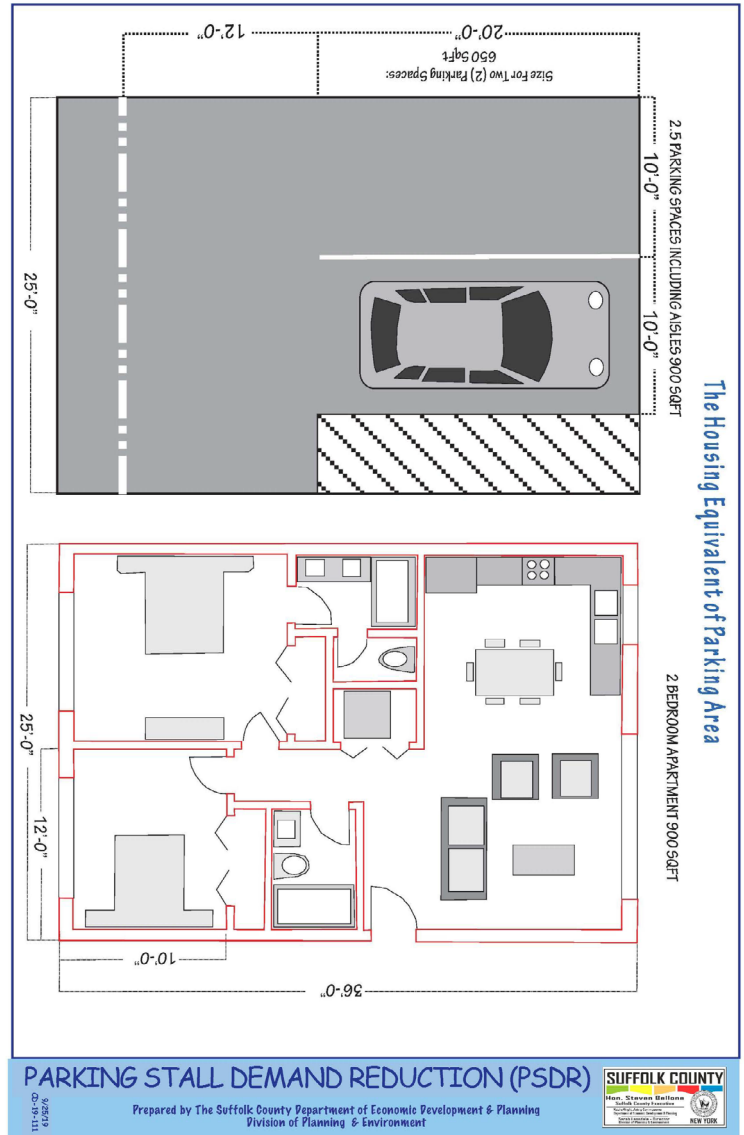 The Housing Equivalent of Parking Area
2.5 PARKING SPACES INCLUDING AISLES 900 SQFT
Size For Two (2) Parking Spaces:
650 Sqft
20'-0"
12'-0"
10'-0"
10'-0"
25'-0"
2 BEDROOM APARTMENT 900 SQFT
25'-0"
12'-0"
10'-0"
36'-0"
PARKING STALL DEMAND REDUCTION (PSDR)
Prepared by The Suffolk County Department of Economic Development & Planning
Division of Planning & Environment
9/25/19
CD-19-111
SUFFOLK COUNTY
Hon. Steven Bellone
Suffolk County Executive
NEW YORK